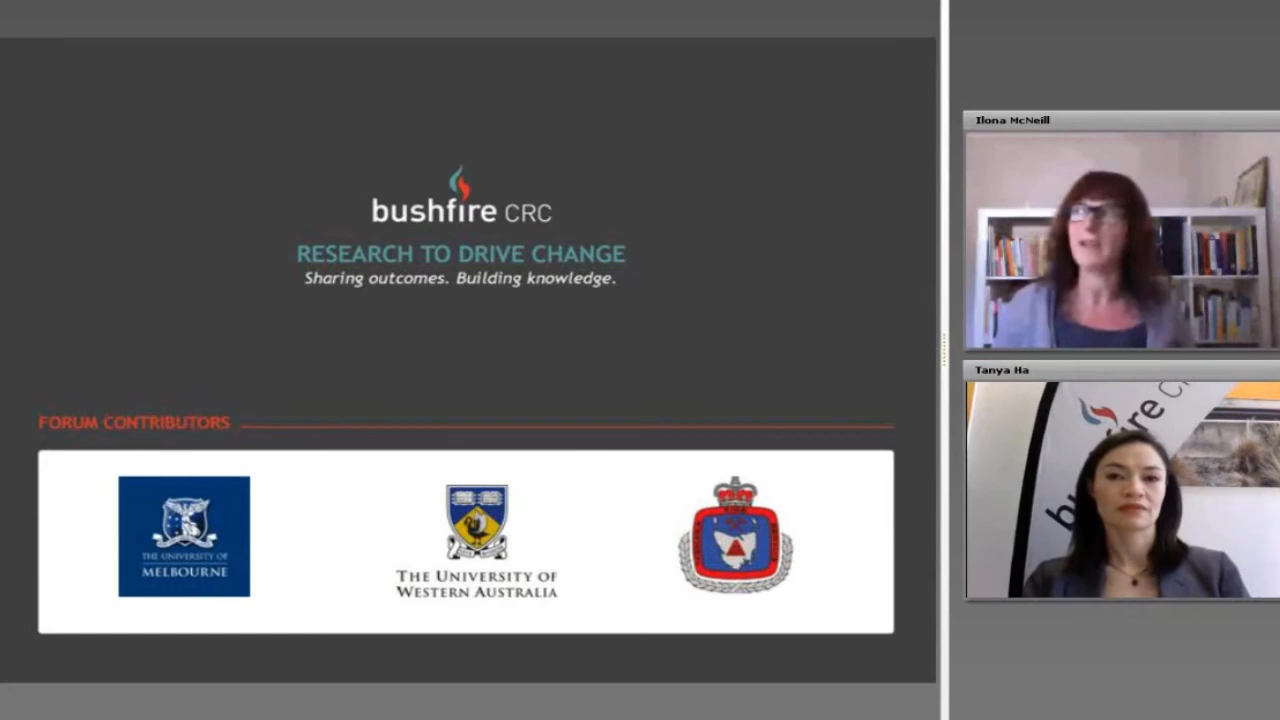 bushfire CRC
RESEARCH TO DRIVE CHANGE
Sharing outcomes. Building knowledge.
FORUM CONTRIBUTORS
THE UNIVERSITY OF
MELBOURNE
THE UNIVERSITY OF
WESTERN AUSTRALIA
Ilona McNeill
Tanya Ha
bushfire